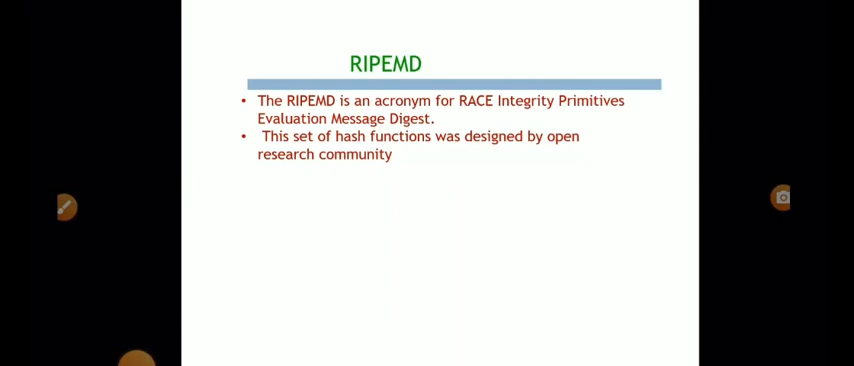 RIPEMD
• The RIPEMD is an acronym for RACE Integrity Primitives
Evaluation Message Digest.
• This set of hash functions was designed by open
research community